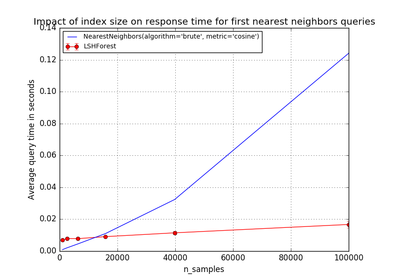 Impact of index size on response time for first nearest neighbors queries
NearestNeighbors(algorithm='brute', metric='cosine')
LSHForest
Average query time in seconds
0.14
0.12
0.10
0.08
0.06
0.04
0.02
0.00
0 20000 40000 60000 80000 100000
n_samples